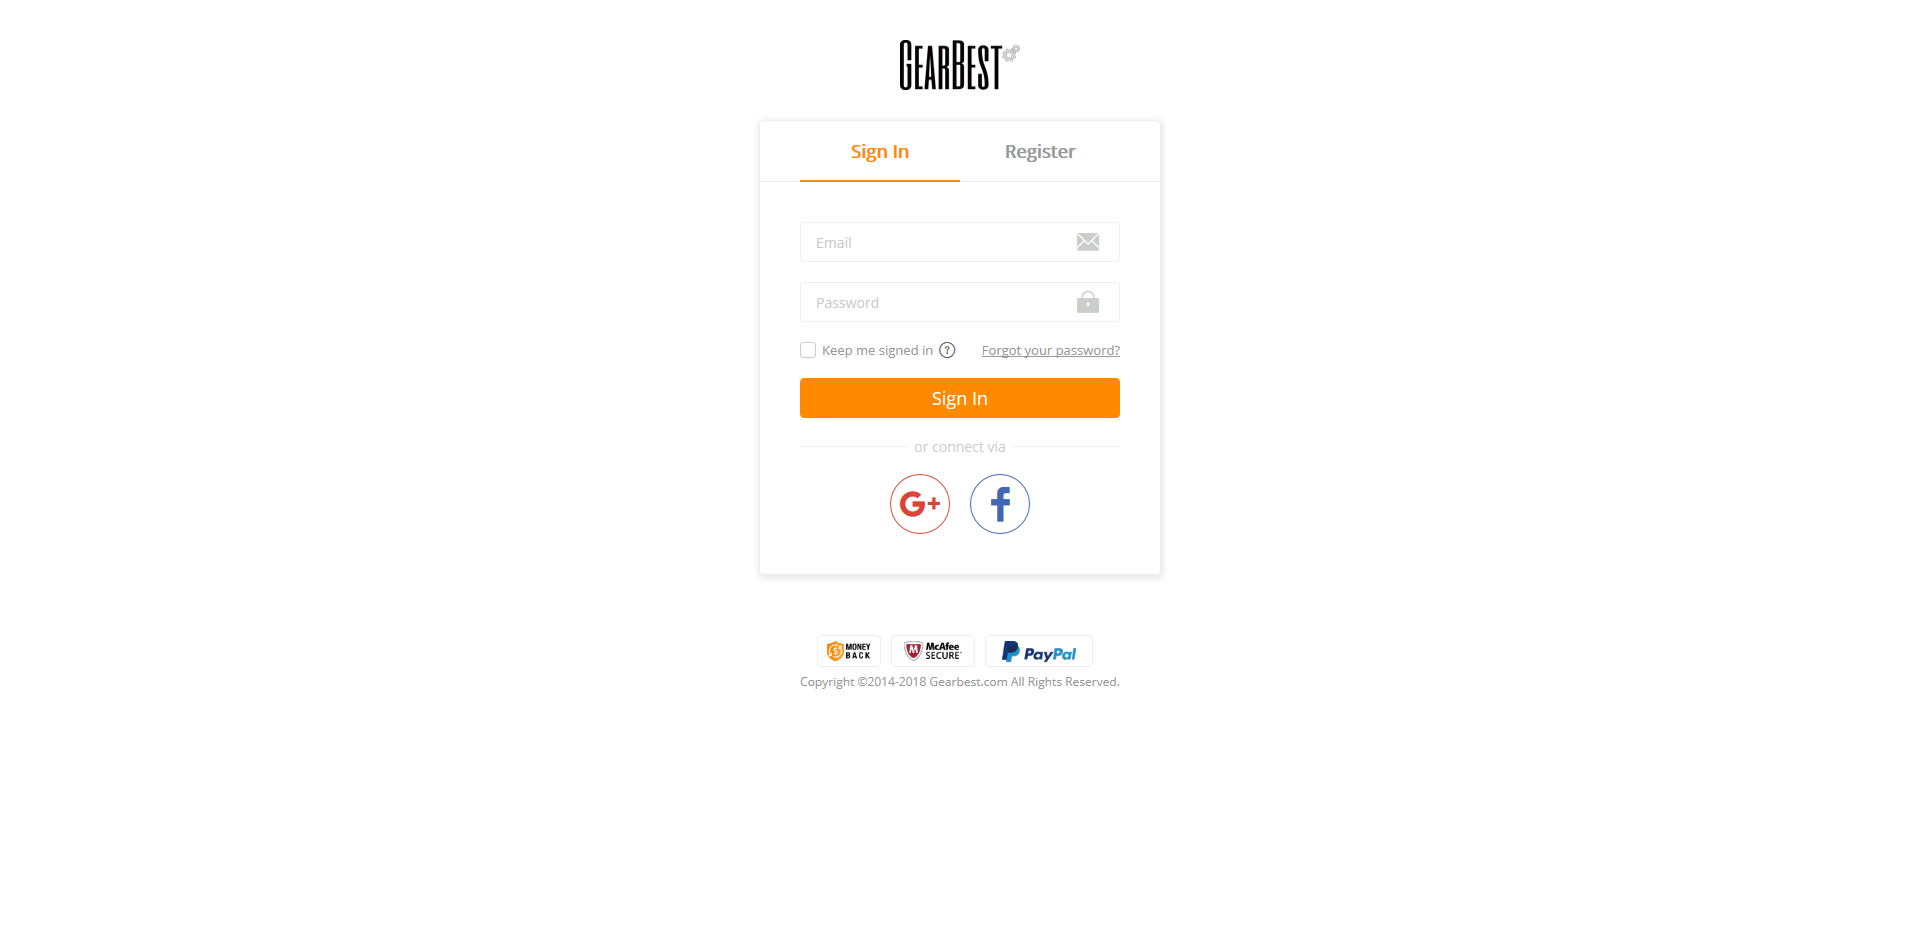 GEARBEST
Sign In Register
Email
Password
Keep me signed in ? Forgot your password?
Sign In
or connect via
G+ f
MONEY BACK McAfee SECURE PayPal
Copyright ©2014-2018 Gearbest.com All Rights Reserved.